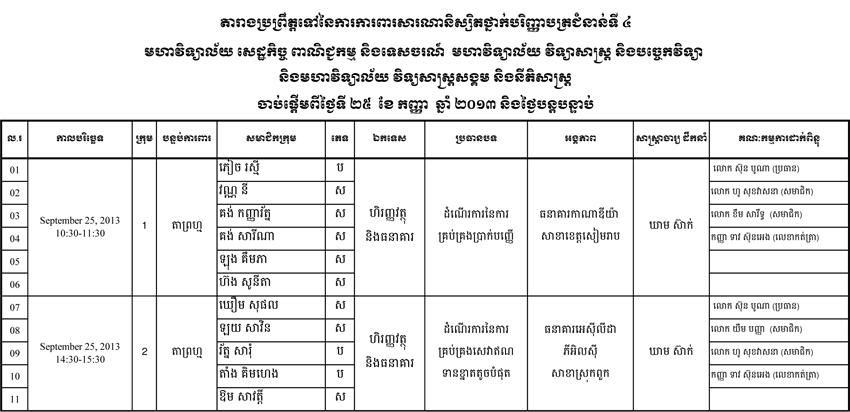 តារាងប្រព្រឹត្តទៅនៃការការពារសារណានិស្សិតថ្នាក់បរិញ្ញាបត្រជំនាន់ទី ៤
មហាវិទ្យាល័យ សេដ្ឋកិច្ច ពាណិជ្ជកម្ម និងទេសចរណ៍ មហាវិទ្យាល័យ វិទ្យាសាស្ត្រ និងបច្ចេកវិទ្យា
និងមហាវិទ្យាល័យ វិទ្យាសាស្ត្រសង្គម និងនីតិសាស្ត្រ
ចាប់ផ្តើមពីថ្ងៃទី ២៥ ខែ កញ្ញា ឆ្នាំ ២០១៣ និងថ្ងៃបន្តបន្ទាប់
ល.រ កាលបរិច្ឆេទ ក្រុម បន្ទប់ការពារ សមាជិកក្រុម ភេទ ឯកទេស ប្រធានបទ អង្គភាព សាស្ត្រាចារ្យ ដឹកនាំ គណៈកម្មការដាក់ពិន្ទុ
01 ភៀច រស្មី ប លោក ស៊ុន បូណា (ប្រធាន)
02 វណ្ណ នី ស លោក ហូ សុខវាសនា (សមាជិក)
03 គង់ កញ្ញារ័ត្ន ស លោក ខឹម សារិទ្ធ (សមាជិក)
04 គង់ សារីណា ស កញ្ញា ទាវ ស៊ុនអេង (លេខាកត់ត្រា)
05 ឡុង គឹមភា ស
06 ហ៊ង សូនីតា ស
September 25, 2013
10:30-11:30
1
តាព្រហ្ម
ហិរញ្ញវត្ថុ
និងធនាគារ
ដំណើរការនៃការ
គ្រប់គ្រងប្រាក់បញ្ញើ
ធនាគារកាណាឌីយ៉ា
សាខាខេត្តសៀមរាប
ឃាម ស៊ាក់
07 ឃឿម សុផល ស លោក ស៊ុន បូណា (ប្រធាន)
08 ឡយ សាវិន ស លោក យឹម បញ្ញា (សមាជិក)
09 រ័ត្ន សារុំ ប លោក ហូ សុខវាសនា (សមាជិក)
10 តាំង គិមហេង ប កញ្ញា ទាវ ស៊ុនអេង (លេខាកត់ត្រា)
11 ឱម សាវត្តី ស
September 25, 2013
14:30-15:30
2
តាព្រហ្ម
ហិរញ្ញវត្ថុ
និងធនាគារ
ដំណើរការនៃការ
គ្រប់គ្រងសេវាឥណ
ទានខ្នាតតូចបំផុត
ធនាគារអេស៊ីលីដា
ភីអិលស៊ី
សាខាស្រុកពួក
ឃាម ស៊ាក់